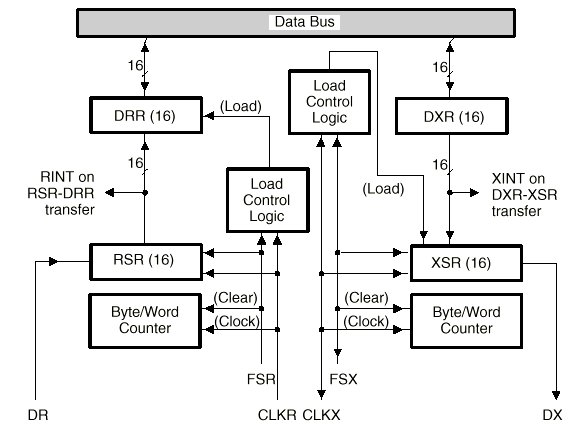 Data Bus
16
16
DRR (16)
(Load)
Load
Control
Logic
DXR (16)
16
RINT on
RSR-DRR
transfer
Load
Control
Logic
(Load)
16
XINT on
DXR-XSR
transfer
RSR (16)
XSR (16)
Byte/Word
Counter
(Clear)
(Clock)
(Clear)
(Clock)
Byte/Word
Counter
FSR
FSX
DR
CLKR
CLKX
DX